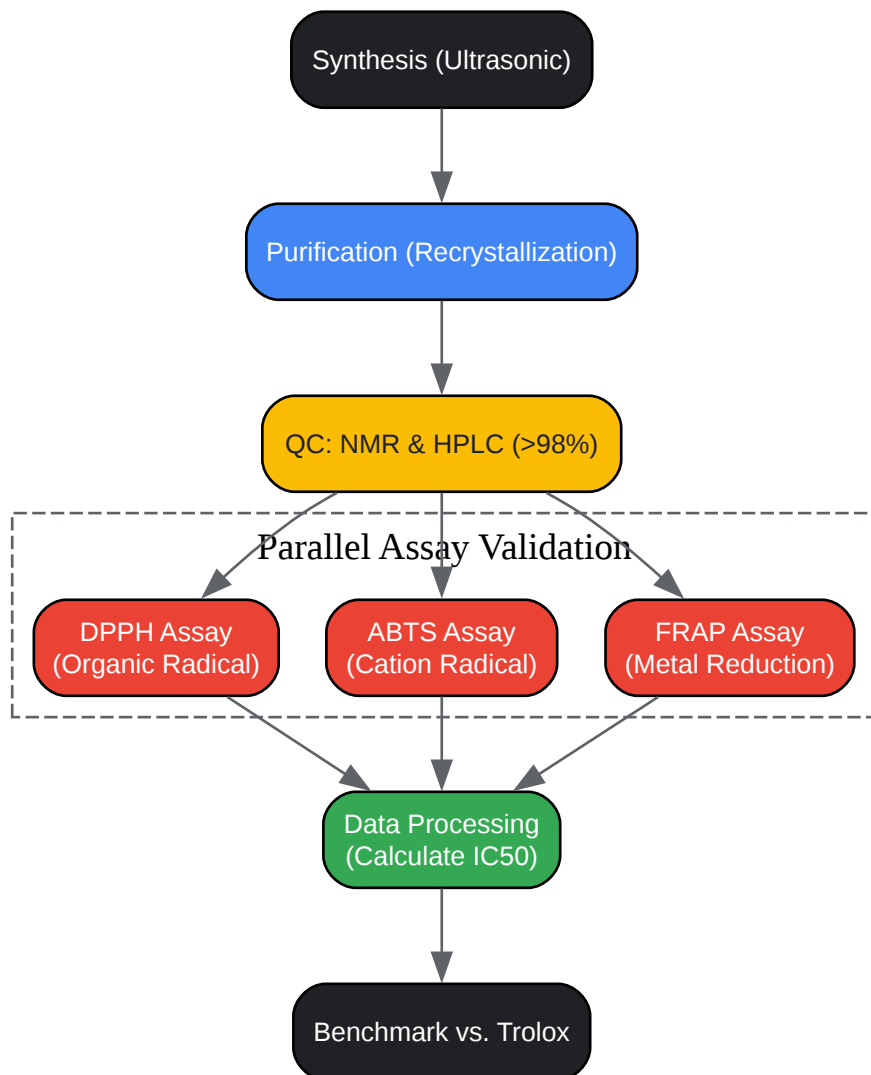 Synthesis (Ultrasonic)
Purification (Recrystallization)
QC: NMR & HPLC (>98%)
Parallel Assay Validation
DPPH Assay
(Organic Radical)
ABTS Assay
(Cation Radical)
FRAP Assay
(Metal Reduction)
Data Processing
(Calculate IC50)
Benchmark vs. Trolox